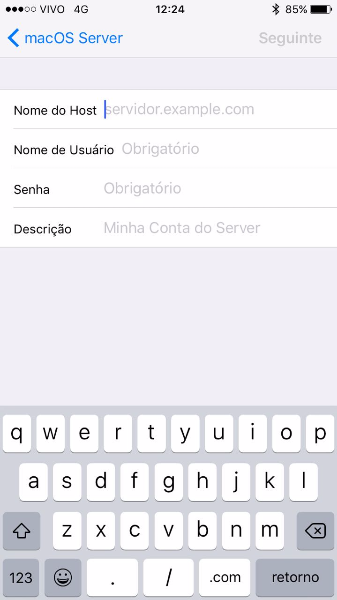 VIVO 4G 12:24 85%
macOS Server Seguinte
Nome do Host servidor.example.com
Nome de Usuário Obrigatório
Senha Obrigatório
Descrição Minha Conta do Server
q w e r t y u i o p
a s d f g h j k l
z x c v b n m
123 . / .com retorno